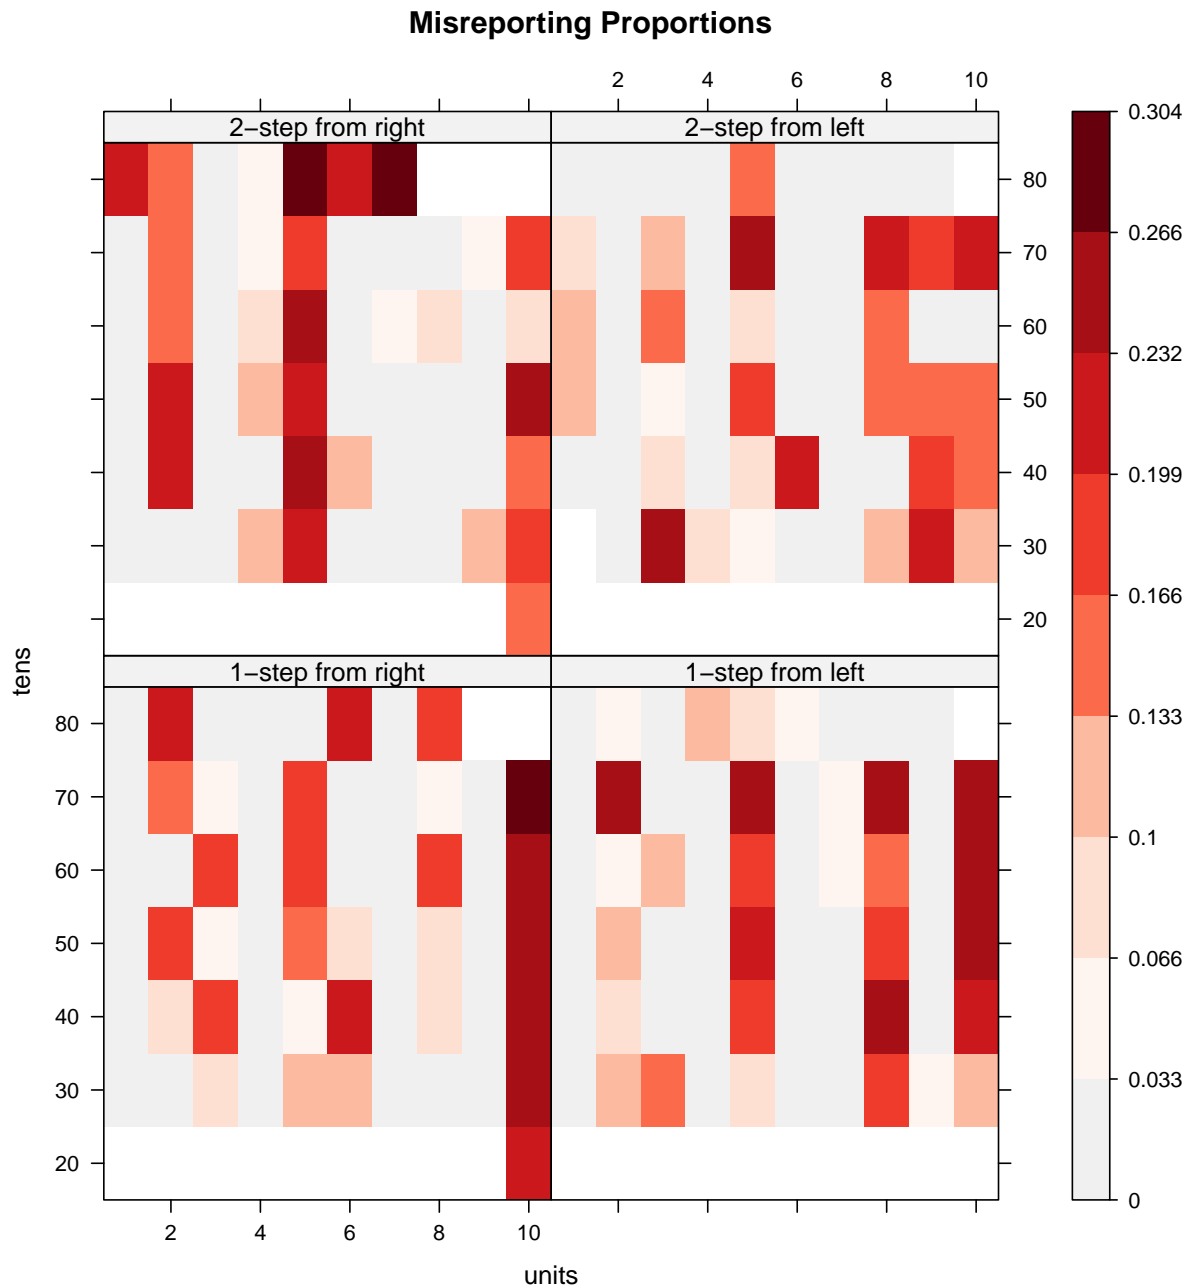 Misreporting Proportions
2 4 6 8 10
2−step from right
2−step from left
80
70
60
50
40
30
20
1−step from right
1−step from left
80
70
60
50
40
30
20
2 4 6 8 10
tens
units
0.304
0.266
0.232
0.199
0.166
0.133
0.1
0.066
0.033
0